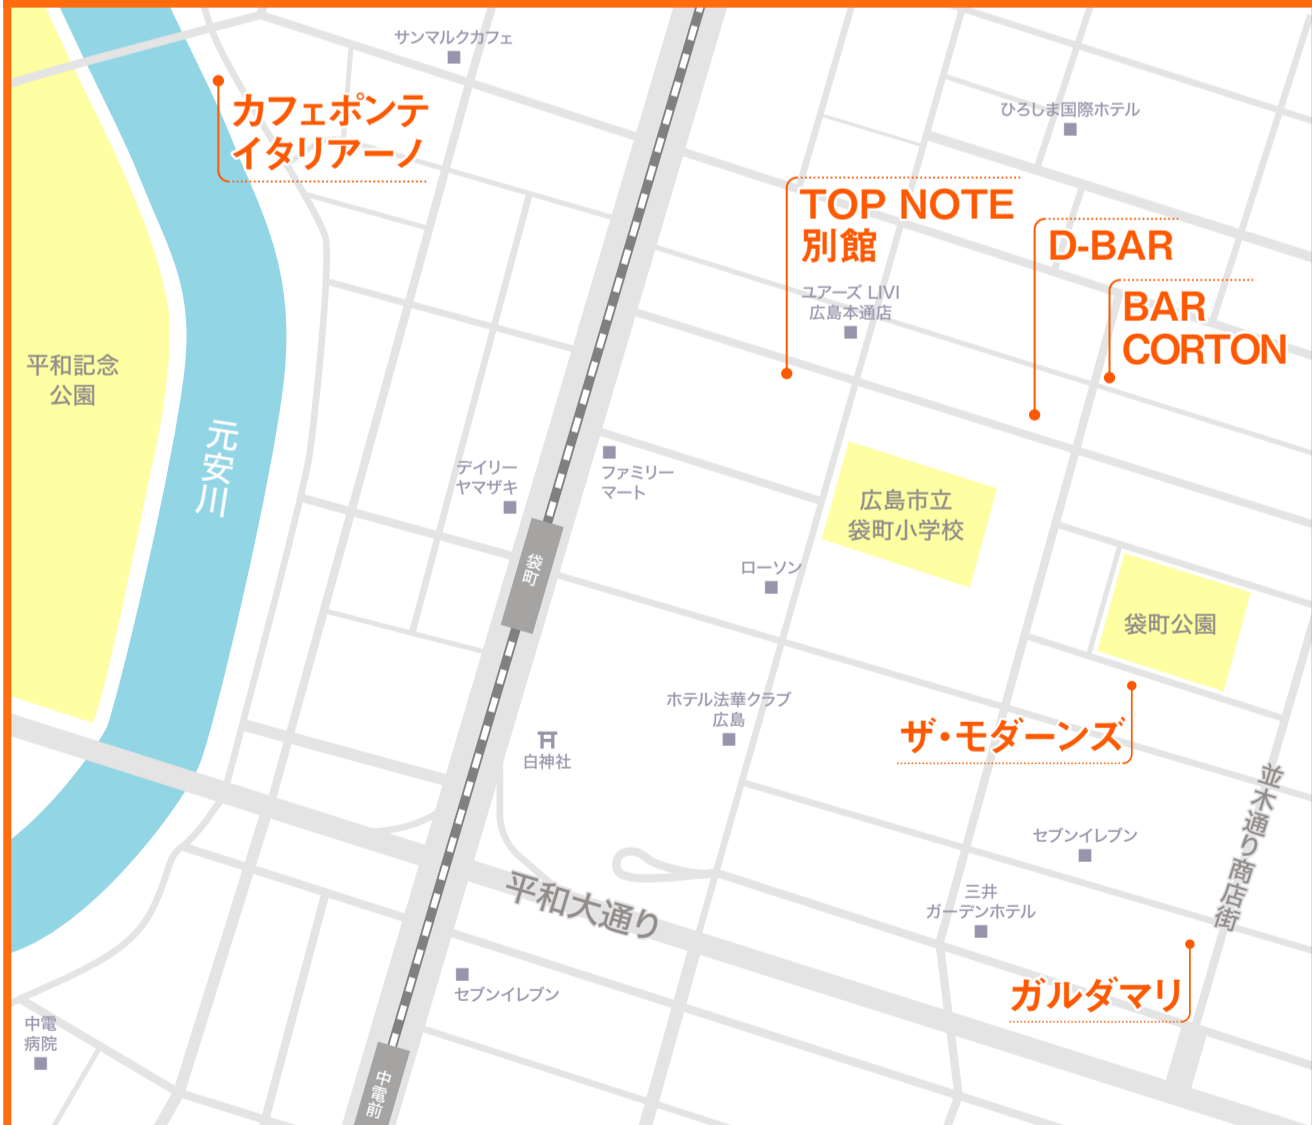 サンマルクカフェ
カフェポンテ
イタリアーノ
ひろしま国際ホテル
TOP NOTE
別館
D-BAR
ユアーズ LIVI
広島本通店
BAR
CORTON
平和記念
公園
元安川
デイリー
ヤマザキ
ファミリー
マート
広島市立
袋町小学校
袋町
ローソン
袋町公園
ホテル法華クラブ
広島
ザ・モダーンズ
白神社
並木通り商店街
セブンイレブン
平和大通り
三井
ガーデンホテル
セブンイレブン
ガルダマリ
中電
病院
中電前